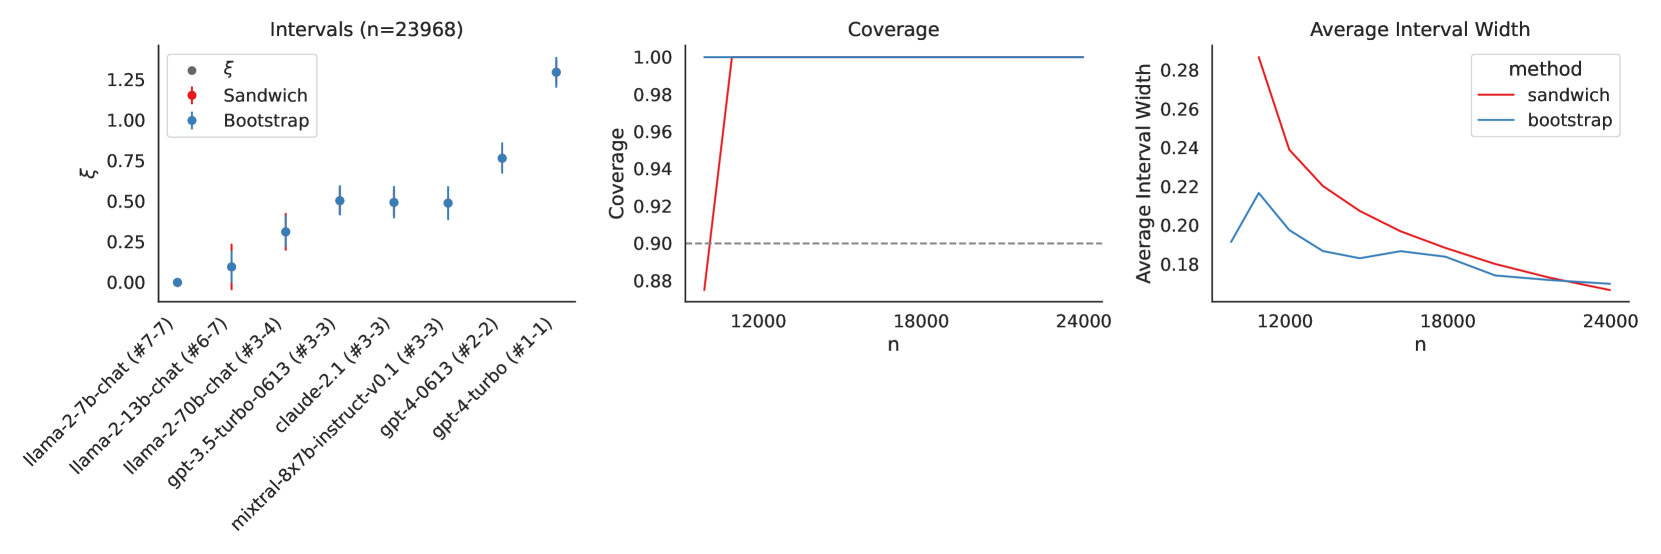 Intervals (n=23968)
ξ
1.25
1.00
0.75
0.50
0.25
0.00
ξ
Sandwich
Bootstrap
llama-2-7b-chat (#7-7)
llama-2-13b-chat (#6-7)
llama-2-70b-chat (#3-4)
gpt-3.5-turbo-0613 (#3-3)
claude-2.1 (#3-3)
mixtral-8x7b-instruct-v0.1 (#3-3)
gpt-4-0613 (#2-2)
gpt-4-turbo (#1-1)
Coverage
Coverage
1.00
0.98
0.96
0.94
0.92
0.90
0.88
12000 18000 24000
n
Average Interval Width
Average Interval Width
0.28
0.26
0.24
0.22
0.20
0.18
method
sandwich
bootstrap
12000 18000 24000
n